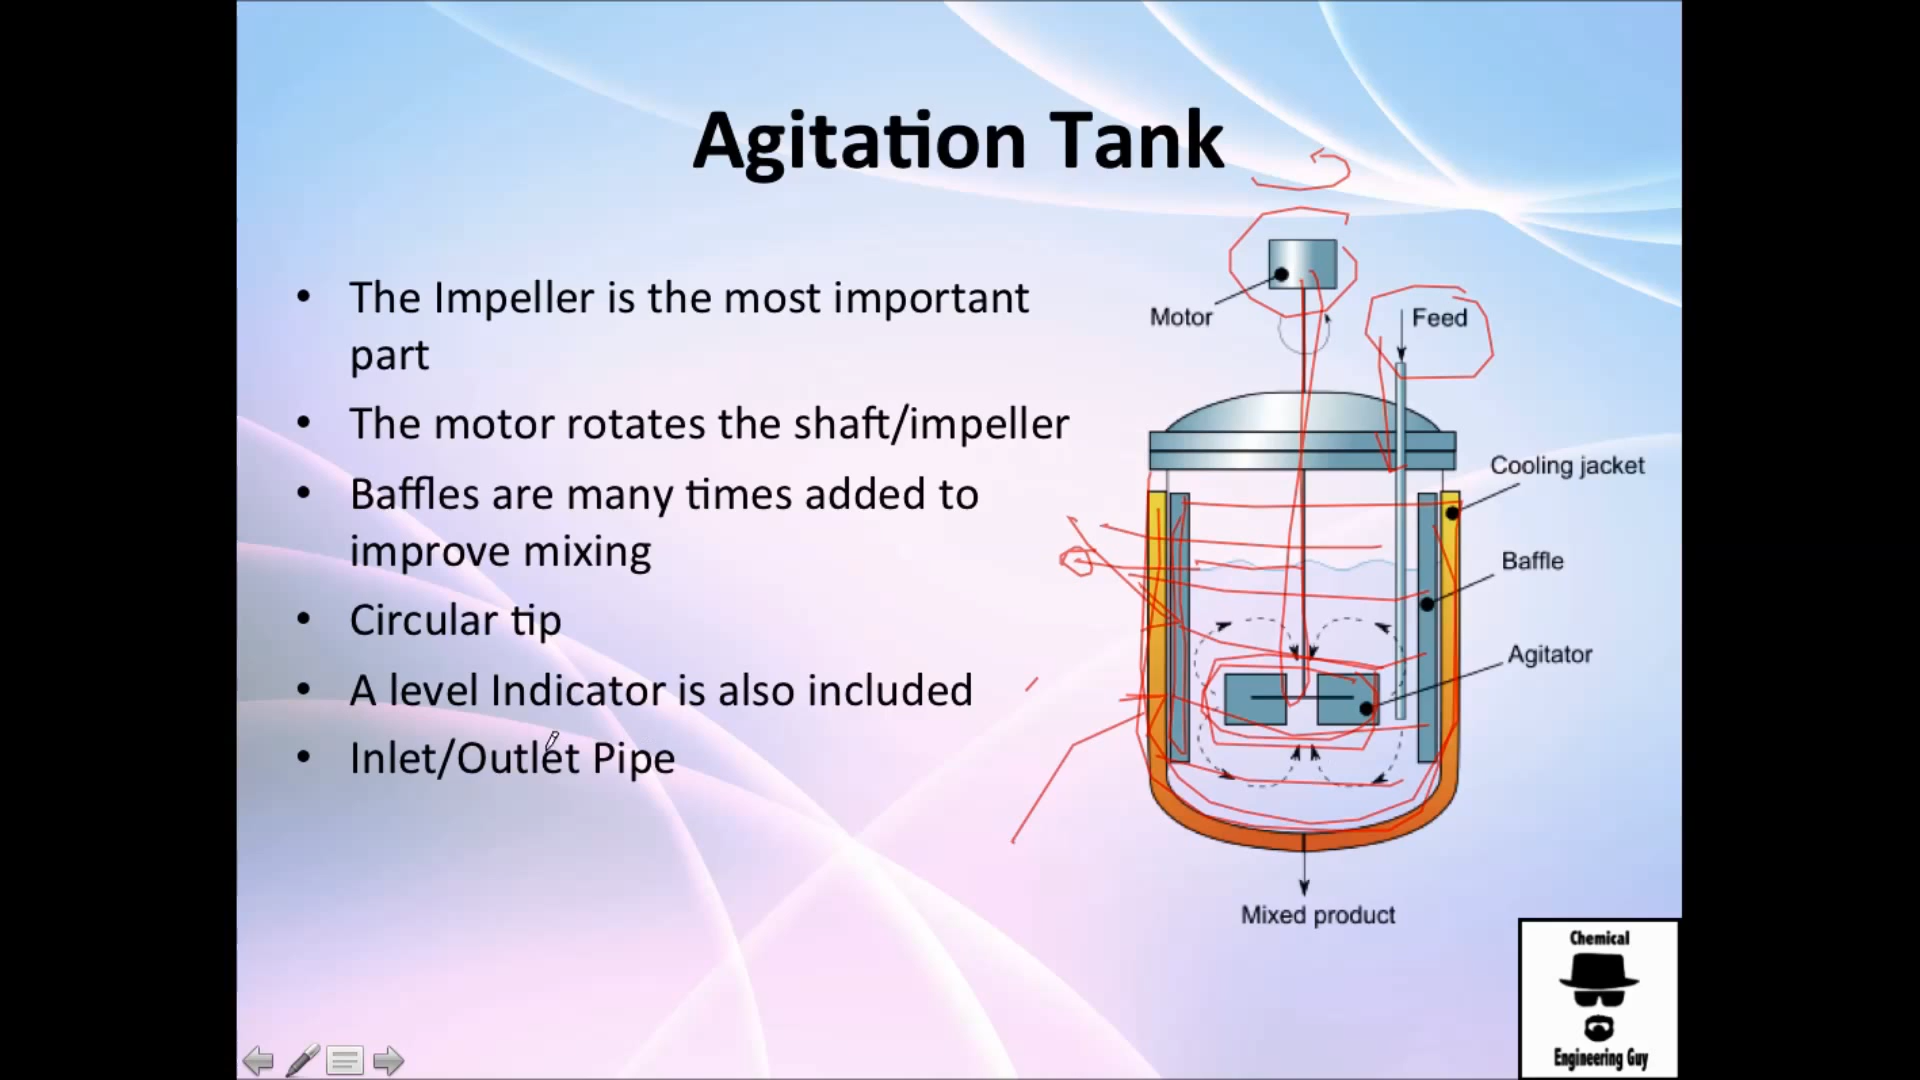 Agitation Tank
• The Impeller is the most important
part
• The motor rotates the shaft/impeller
• Baffles are many times added to
improve mixing
• Circular tip
• A level Indicator is also included
• Inlet/Outlet Pipe
Motor
Feed
Cooling jacket
Baffle
Agitator
Mixed product
Chemical
Engineering Guy